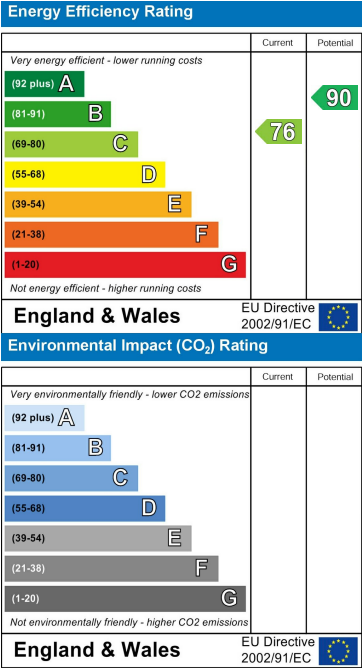 Energy Efficiency Rating
Current Potential
Very energy efficient - lower running costs
(92 plus) A
(81-91) B
(69-80) C
(55-68) D
(39-54) E
(21-38) F
(1-20) G
76
90
Not energy efficient - higher running costs
England & Wales
EU Directive
2002/91/EC
Environmental Impact (CO₂) Rating
Current Potential
Very environmentally friendly - lower CO2 emissions
(92 plus) A
(81-91) B
(69-80) C
(55-68) D
(39-54) E
(21-38) F
(1-20) G
Not environmentally friendly - higher CO2 emissions
England & Wales
EU Directive
2002/91/EC